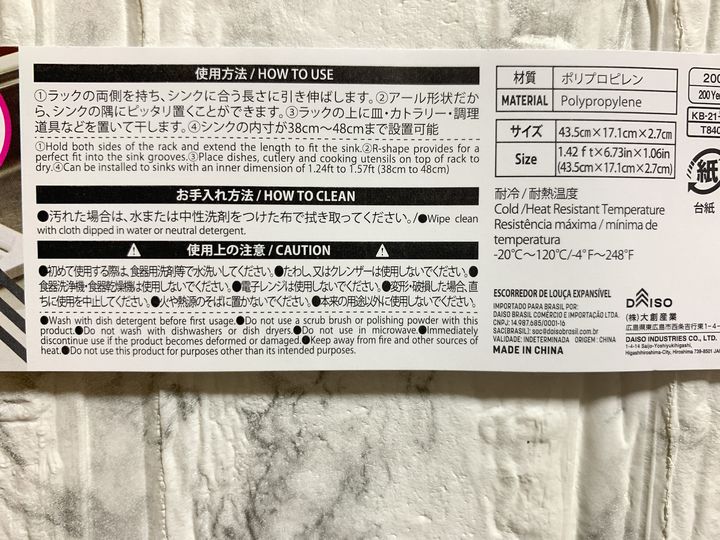 使用方法 / HOW TO USE
①ラックの両側を持ち、シンクに合う長さに引き伸ばします。②アール形状だか
ら、シンクの隅にピッタリ置くことができます。③ラックの上に皿・カトラリー・調理
道具などを置いて干します。④シンクの内寸が38cm〜48cmまで設置可能
①Hold both sides of the rack and extend the length to fit the sink.②R-shape provides for a
perfect fit into the sink grooves.③Place dishes, cutlery and cooking utensils on top of rack to
dry.④Can be installed to sinks with an inner dimension of 1.24ft to 1.57ft (38cm to 48cm)
お手入れ方法 / HOW TO CLEAN
●汚れた場合は、水または中性洗剤をつけた布で拭き取ってください。/●Wipe clean
with cloth dipped in water or neutral detergent.
⚠ 使用上の注意 / CAUTION ⚠
●初めて使用する際は、食器用洗剤等で水洗いしてください。●たわし、又はクレンザーは使用しないでください。●
食器洗浄機・食器乾燥機は使用しないでください。●電子レンジは使用しないでください。●変形・破損した場合、直
ちに使用を中止してください。●火や熱源のそばに置かないでください。●本来の用途以外に使用しないでください。
●Wash with dish detergent before first usage.●Do not use a scrub brush or polishing powder with this
product.●Do not wash with dishwashers or dish dryers.●Do not use in microwave.●Immediately
discontinue use if the product becomes deformed or damaged.●Keep away from fire and other sources of
heat.●Do not use this product for purposes other than its intended purposes.
材質 ポリプロピレン
MATERIAL Polypropylene
サイズ 43.5cm×17.1cm×2.7cm
Size 1.42 f t×6.73in×1.06in
(43.5cm×17.1cm×2.7cm)
耐冷 / 耐熱温度
Cold /Heat Resistant Temperature
Resistência máxima / mínima de
temperatura
-20℃〜120℃/-4°F〜248°F
ESCORREDOR DE LOUÇA EXPANSÍVEL
IMPORTADO PARA BRASIL POR:
DAISO BRASIL COMÉRCIO E IMPORTAÇÃO LTDA.
CNPJ:14.987.685/0001-16
SAC(BRASIL): sac@daisobrasil.com.br
VALIDADE: INDETERMINADA ORIGEM: CHINA
MADE IN CHINA
200
200 Yen
KB-21-
T840
紙
台紙
DAISO
(株)大創産業
広島県東広島市西条吉行東1-4-
DAISO INDUSTRIES CO., LTD.
1-4-14 Saijo-Yoshiyukihigashi,
Higashihiroshima-City, Hiroshima 739-8501 JA